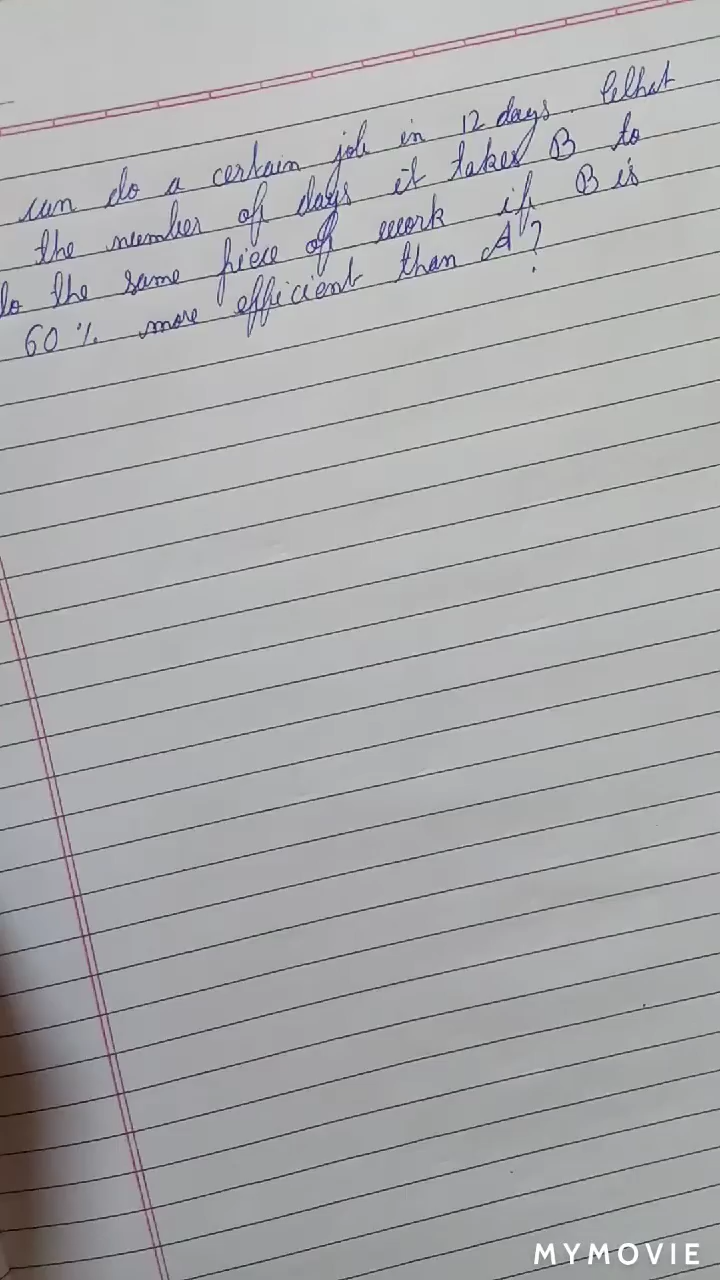 can do a certain job in 12 days. What
the number of days it takes B to
do the same piece of work if B is
60 % more efficient than A?
MYMOVIE